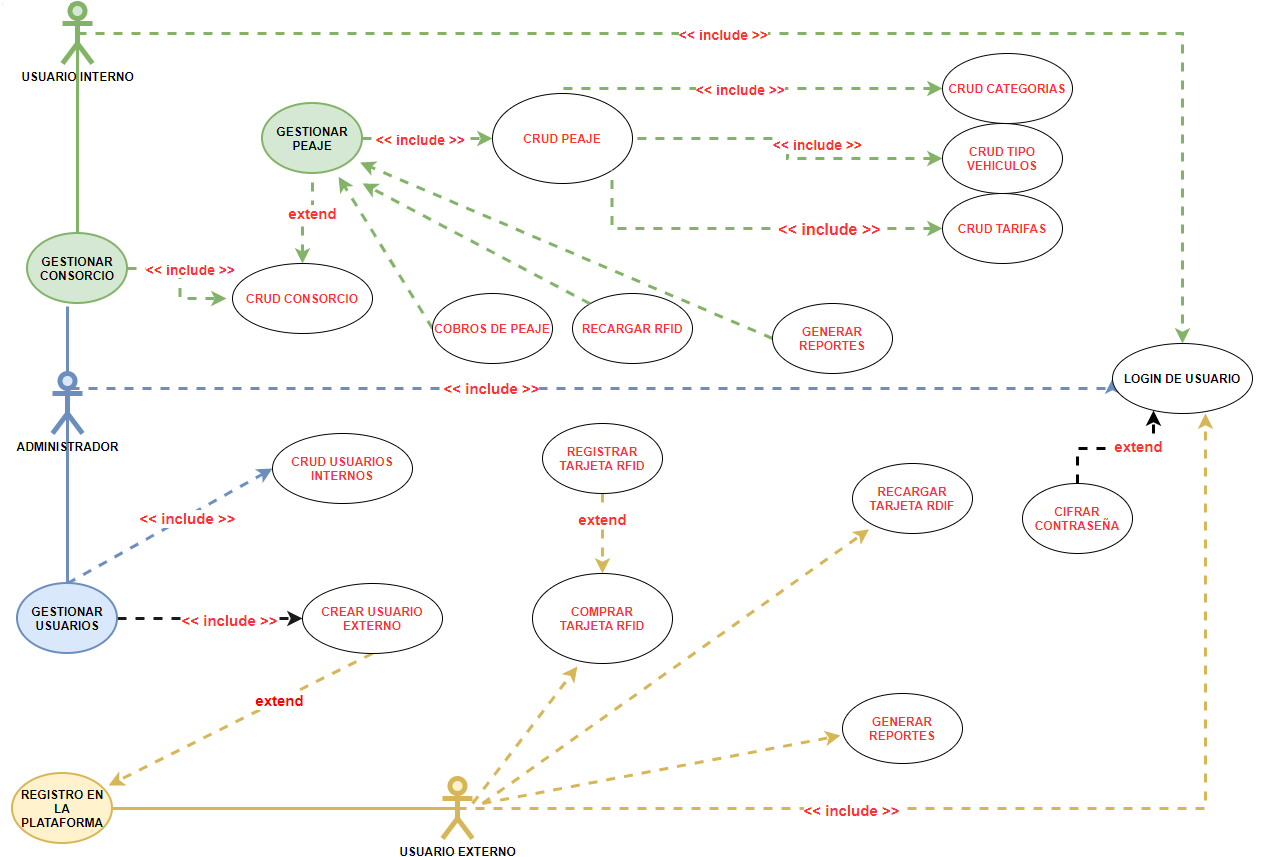 << include >>
USUARIO INTERNO
CRUD CATEGORIAS
<< include >>
GESTIONAR
PEAJE
<< include >>
CRUD PEAJE
<< include >>
CRUD TIPO
VEHICULOS
extend
<< include >>
CRUD TARIFAS
GESTIONAR
CONSORCIO
<< include >>
CRUD CONSORCIO
COBROS DE PEAJE
RECARGAR RFID
GENERAR
REPORTES
<< include >>
LOGIN DE USUARIO
ADMINISTRADOR
extend
CRUD USUARIOS
INTERNOS
REGISTRAR
TARJETA RFID
RECARGAR
TARJETA RDIF
<< include >>
extend
CIFRAR
CONTRASEÑA
GESTIONAR
USUARIOS
<< include >>
CREAR USUARIO
EXTERNO
COMPRAR
TARJETA RFID
extend
GENERAR
REPORTES
REGISTRO EN
LA
PLATAFORMA
<< include >>
USUARIO EXTERNO